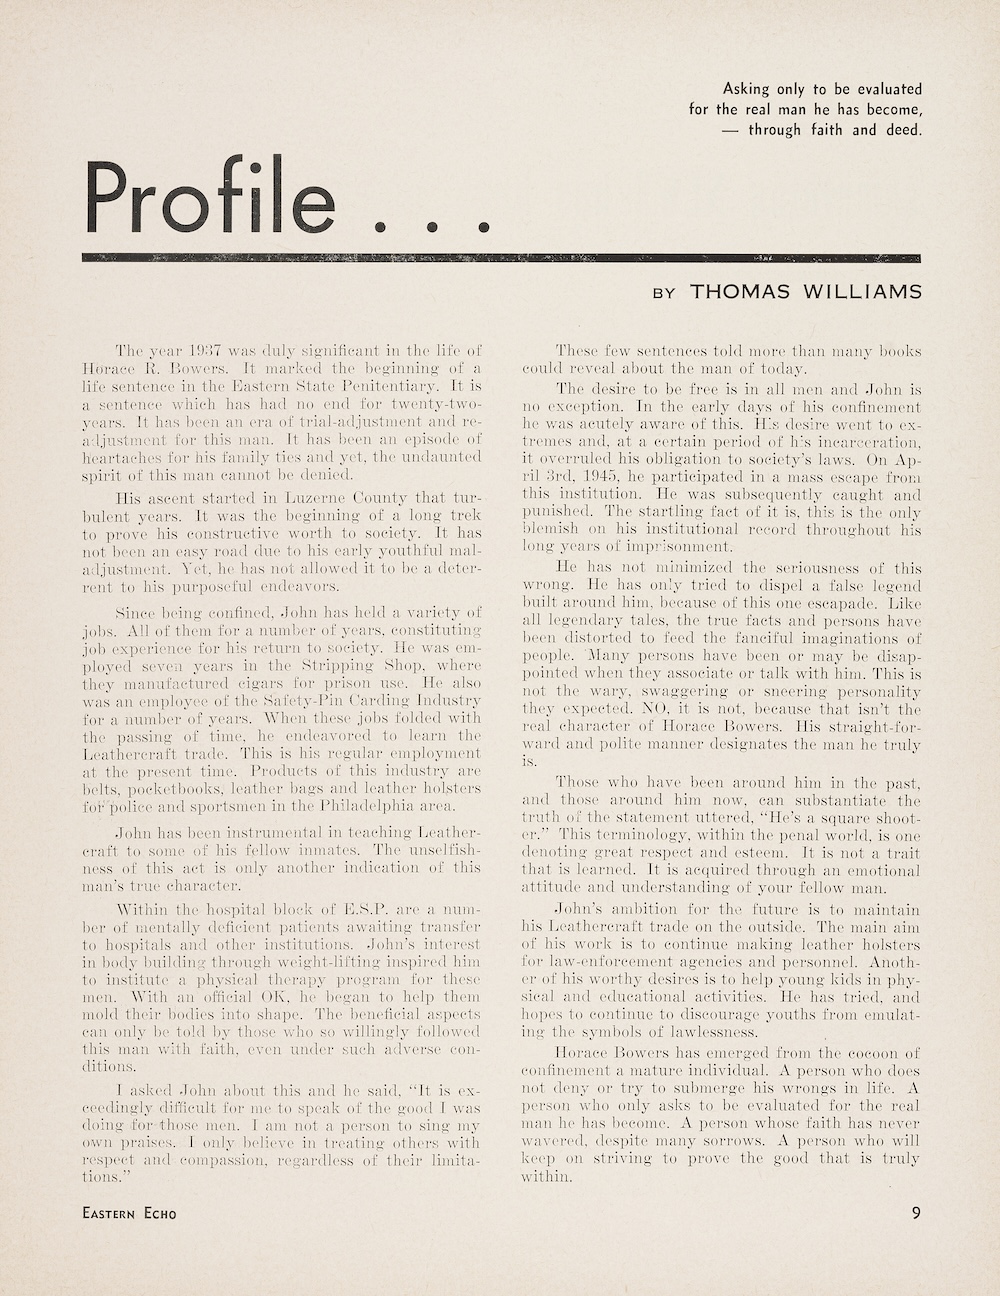 Asking only to be evaluated
for the real man he has become,
— through faith and deed.
Profile . . .
BY THOMAS WILLIAMS
The year 1937 was duly significant in the life of
Horace R. Bowers. It marked the beginning of a
life sentence in the Eastern State Penitentiary. It is
a sentence which has had no end for twenty-two-
years. It has been an era of trial-adjustment and re-
adjustment for this man. It has been an episode of
heartaches for his family ties and yet, the undaunted
spirit of this man cannot be denied.
His ascent started in Luzerne County that tur-
bulent years. It was the beginning of a long trek
to prove his constructive worth to society. It has
not been an easy road due to his early youthful mal-
adjustment. Yet, he has not allowed it to be a deter-
rent to his purposeful endeavors.
Since being confined, John has held a variety of
jobs. All of them for a number of years, constituting
job experience for his return to society. He was em-
ployed seven years in the Stripping Shop, where
they manufactured cigars for prison use. He also
was an employee of the Safety-Pin Carding Industry
for a number of years. When these jobs folded with
the passing of time, he endeavored to learn the
Leathercraft trade. This is his regular employment
at the present time. Products of this industry are
belts, pocketbooks, leather bags and leather holsters
for police and sportsmen in the Philadelphia area.
John has been instrumental in teaching Leather-
craft to some of his fellow inmates. The unselfish-
ness of this act is only another indication of this
man's true character.
Within the hospital block of E.S.P. are a num-
ber of mentally deficient patients awaiting transfer
to hospitals and other institutions. John's interest
in body building through weight-lifting inspired him
to institute a physical therapy program for these
men. With an official OK, he began to help them
mold their bodies into shape. The beneficial aspects
can only be told by those who so willingly followed
this man with faith, even under such adverse con-
ditions.
I asked John about this and he said, "It is ex-
ceedingly difficult for me to speak of the good I was
doing for those men. I am not a person to sing my
own praises. I only believe in treating others with
respect and compassion, regardless of their limita-
tions."
These few sentences told more than many books
could reveal about the man of today.
The desire to be free is in all men and John is
no exception. In the early days of his confinement
he was acutely aware of this. His desire went to ex-
tremes and, at a certain period of his incarceration,
it overruled his obligation to society's laws. On Ap-
ril 3rd, 1945, he participated in a mass escape from
this institution. He was subsequently caught and
punished. The startling fact of it is, this is the only
blemish on his institutional record throughout his
long years of imprisonment.
He has not minimized the seriousness of this
wrong. He has only tried to dispel a false legend
built around him, because of this one escapade. Like
all legendary tales, the true facts and persons have
been distorted to feed the fanciful imaginations of
people. Many persons have been or may be disap-
pointed when they associate or talk with him. This is
not the wary, swaggering or sneering personality
they expected. NO, it is not, because that isn't the
real character of Horace Bowers. His straight-for-
ward and polite manner designates the man he truly
is.
Those who have been around him in the past,
and those around him now, can substantiate the
truth of the statement uttered, "He's a square shoot-
er." This terminology, within the penal world, is one
denoting great respect and esteem. It is not a trait
that is learned. It is acquired through an emotional
attitude and understanding of your fellow man.
John's ambition for the future is to maintain
his Leathercraft trade on the outside. The main aim
of his work is to continue making leather holsters
for law-enforcement agencies and personnel. Anoth-
er of his worthy desires is to help young kids in phy-
sical and educational activities. He has tried, and
hopes to continue to discourage youths from emulat-
ing the symbols of lawlessness.
Horace Bowers has emerged from the cocoon of
confinement a mature individual. A person who does
not deny or try to submerge his wrongs in life. A
person who only asks to be evaluated for the real
man he has become. A person whose faith has never
wavered, despite many sorrows. A person who will
keep on striving to prove the good that is truly
within.
EASTERN ECHO
9